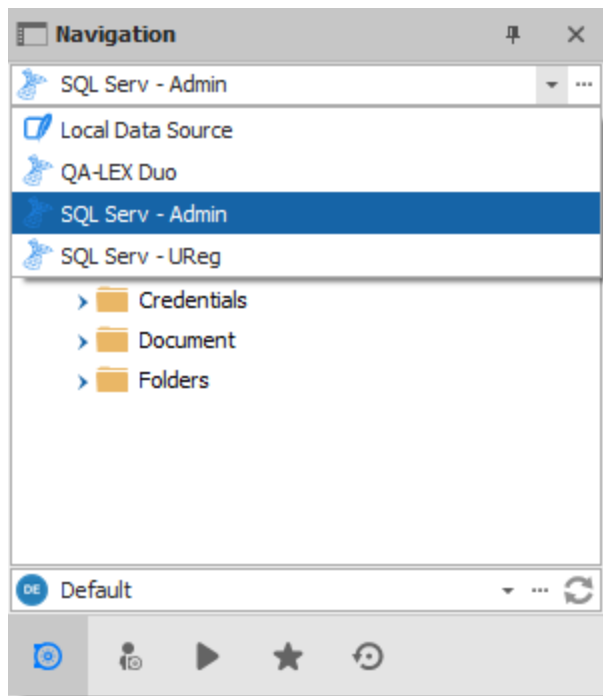 Navigation
SQL Serv - Admin
Local Data Source
QA-LEX Duo
SQL Serv - Admin
SQL Serv - UReg
Credentials
Document
Folders
DE Default